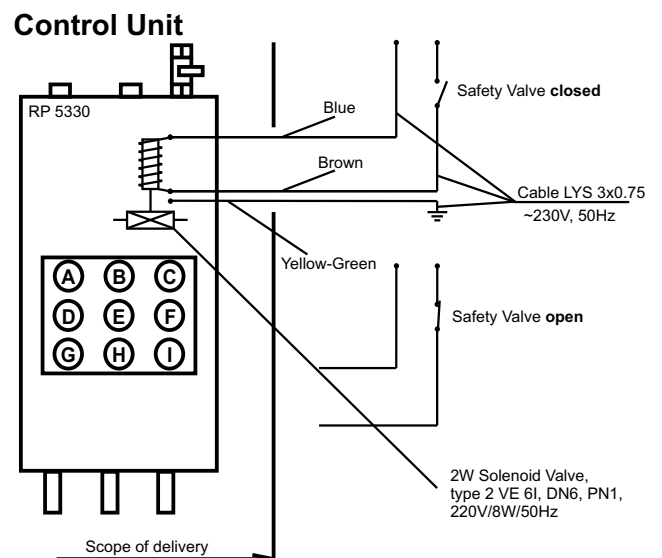 Control Unit
RP 5330
Blue
Safety Valve closed
Brown
Cable LYS 3x0.75
~230V, 50Hz
Yellow-Green
A B C
D E F
G H I
Safety Valve open
2W Solenoid Valve,
type 2 VE 6I, DN6, PN1,
220V/8W/50Hz
Scope of delivery